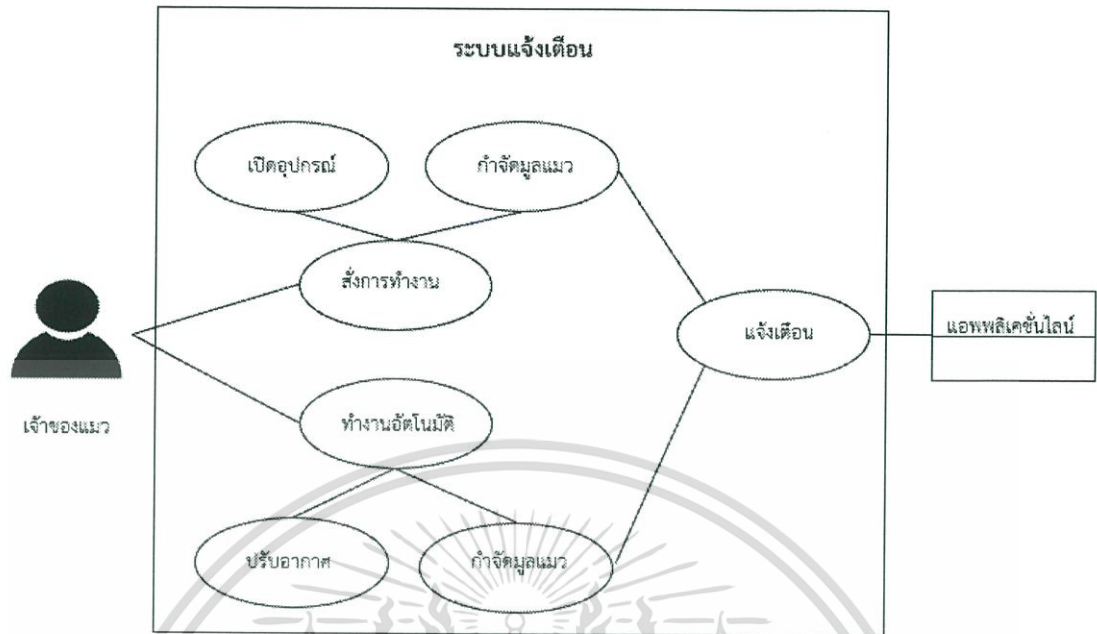 ระบบแจ้งเตือน
เปิดอุปกรณ์
กำจัดมูลแมว
สั่งการทำงาน
แจ้งเตือน
แอพพลิเคชั่นไลน์
เจ้าของแมว
ทำงานอัตโนมัติ
ปรับอากาศ
กำจัดมูลแมว